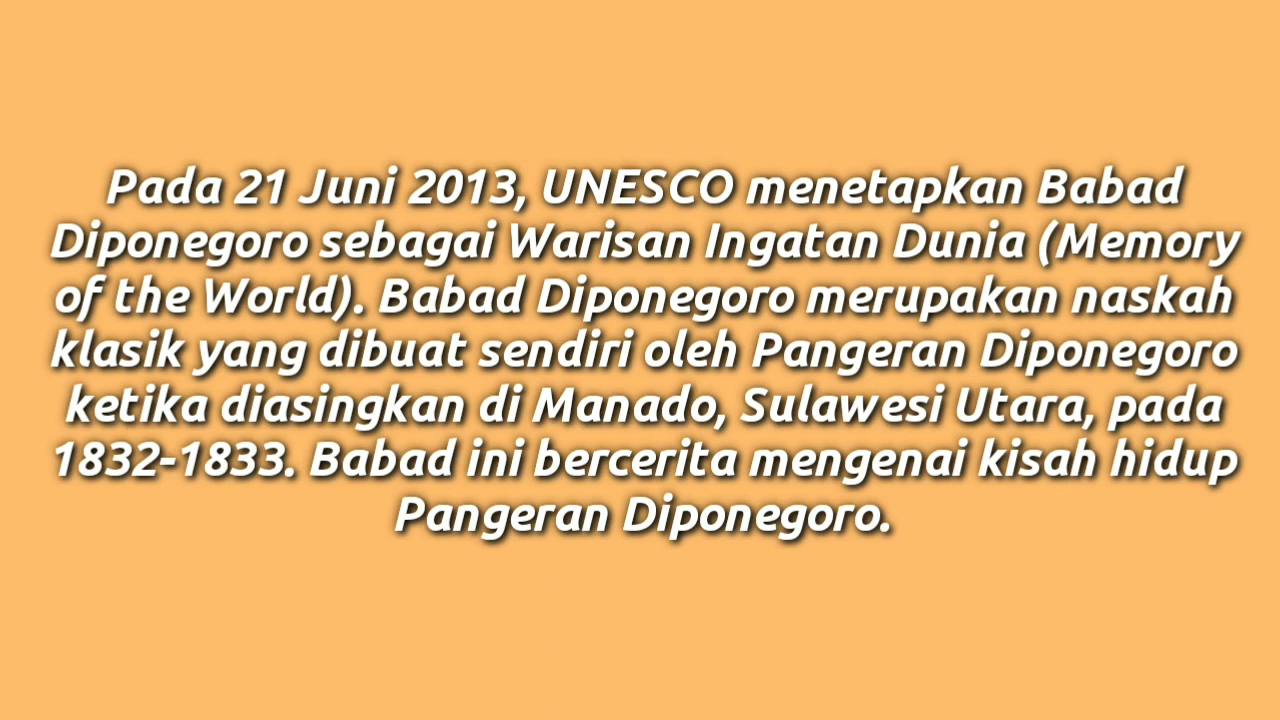 Pada 21 Juni 2013, UNESCO menetapkan Babad
Diponegoro sebagai Warisan Ingatan Dunia (Memory
of the World). Babad Diponegoro merupakan naskah
klasik yang dibuat sendiri oleh Pangeran Diponegoro
ketika diasingkan di Manado, Sulawesi Utara, pada
1832-1833. Babad ini bercerita mengenai kisah hidup
Pangeran Diponegoro.